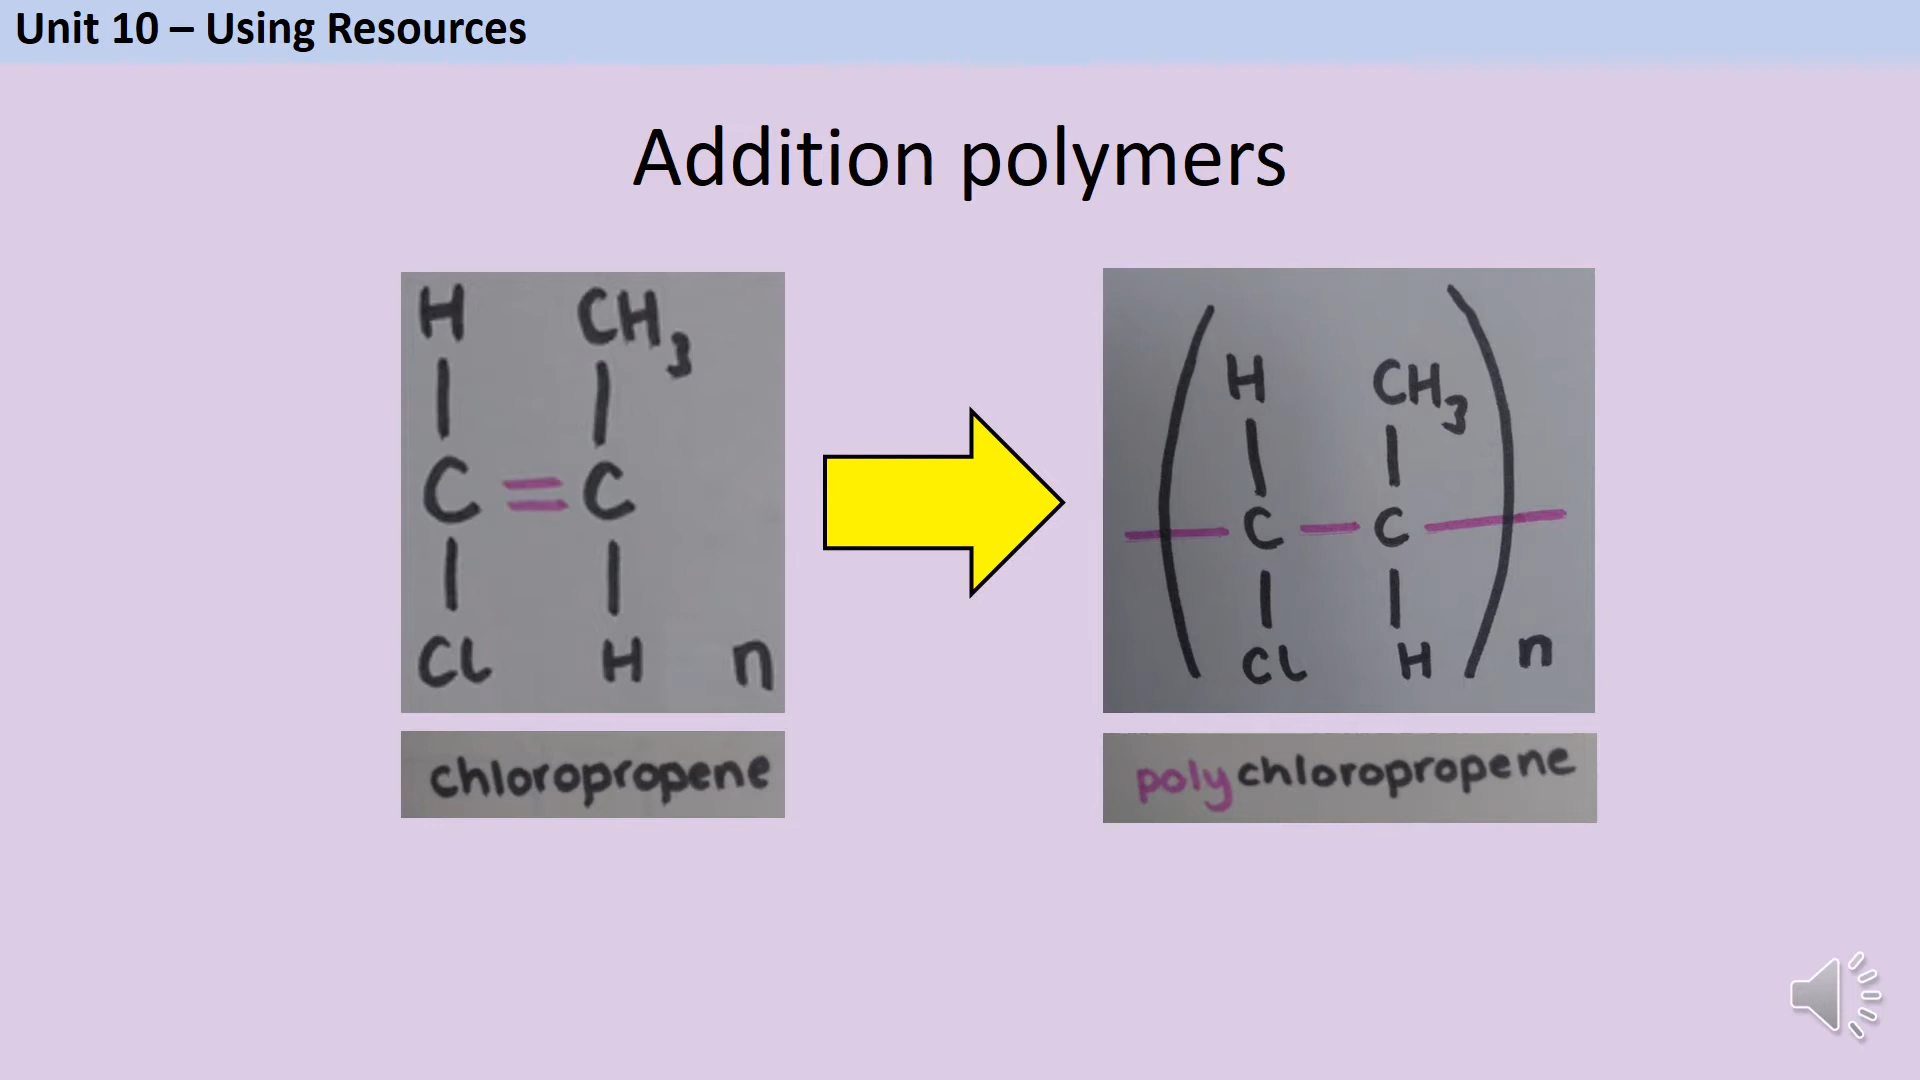 Unit 10 – Using Resources
Addition polymers
H CH3
C = C
Cl H n
chloropropene
H CH3
C – C
Cl H n
polychloropropene